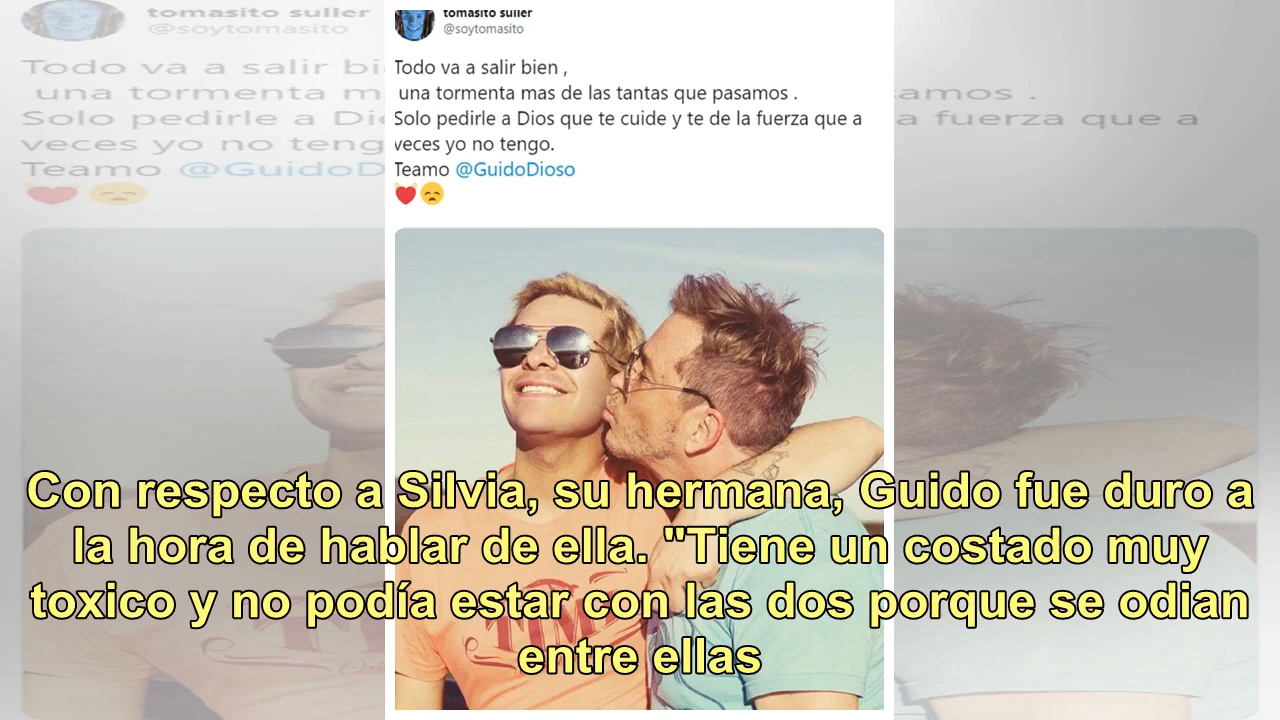 tomasito suller
@soytomasito
Todo va a salir bien ,
una tormenta mas de las tantas que pasamos .
Solo pedirle a Dios que te cuide y te de la fuerza que a
veces yo no tengo.
Teamo @GuidoDioso
Con respecto a Silvia, su hermana, Guido fue duro a
la hora de hablar de ella. "Tiene un costado muy
toxico y no podía estar con las dos porque se odian
entre ellas